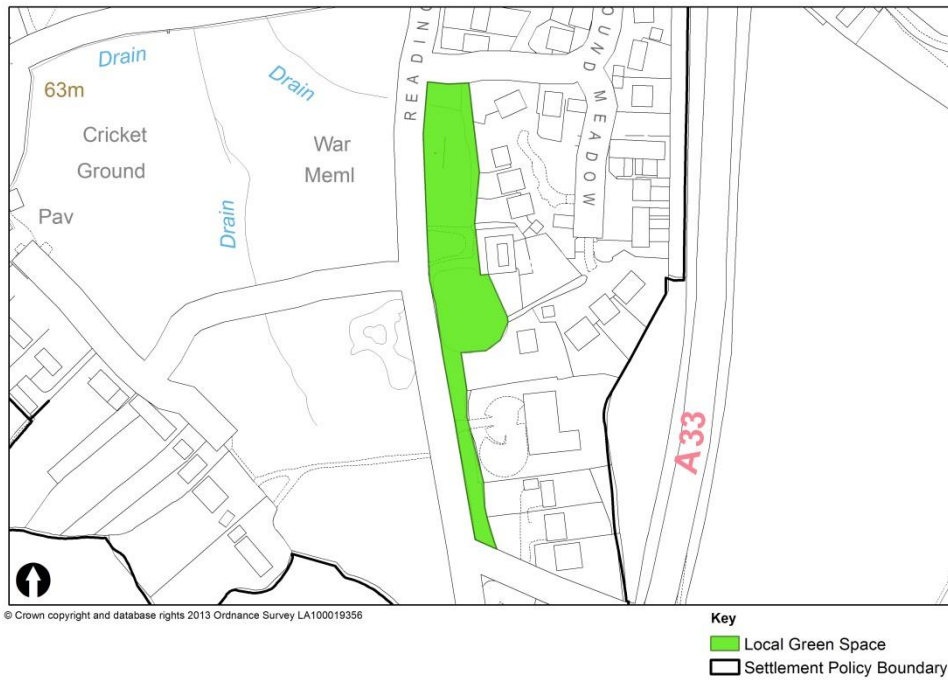 Drain
63m
Drain
Cricket
Ground
War
Meml
Pav
Drain
READING
OUND MEADOW
A33
© Crown copyright and database rights 2013 Ordnance Survey LA100019356
Key
Local Green Space
Settlement Policy Boundary